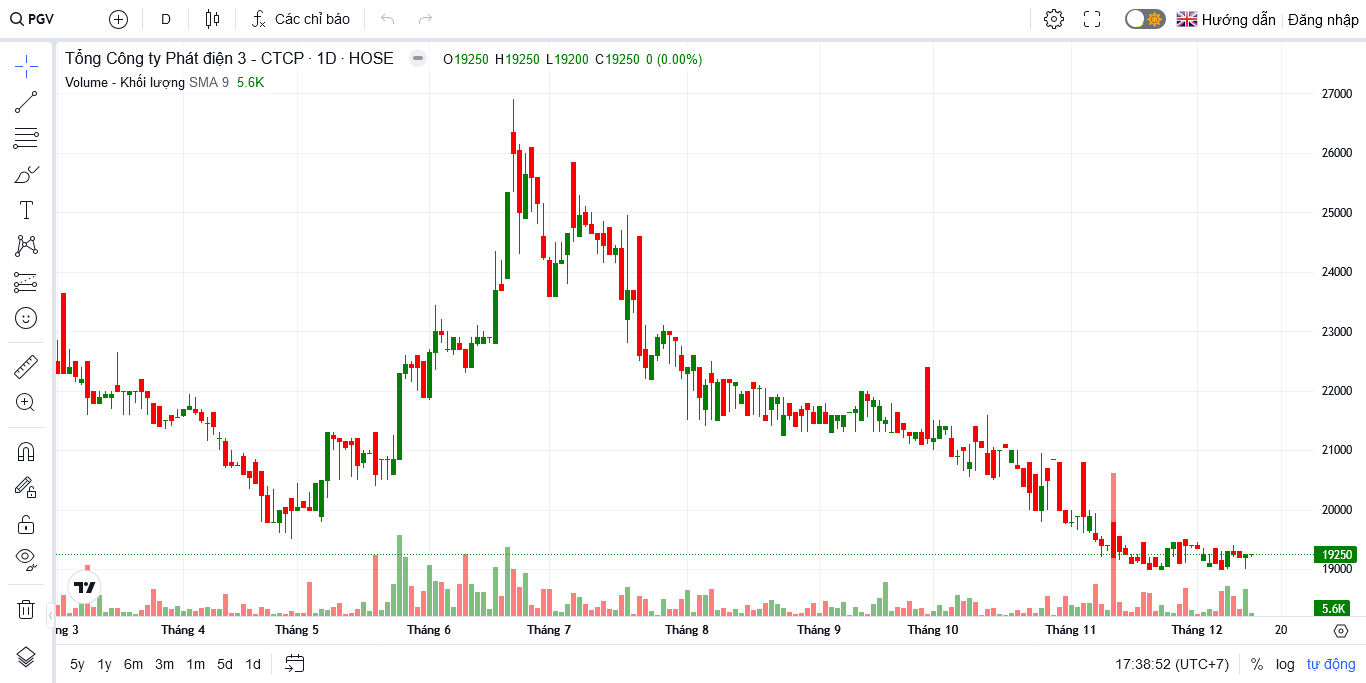 PGV D Các chỉ báo Hướng dẫn Đăng nhập
Tổng Công ty Phát điện 3 - CTCP · 1D · HOSE O19250 H19250 L19200 C19250 0 (0.00%)
Volume - Khối lượng SMA 9 5.6K
27000
26000
25000
24000
23000
22000
21000
20000
19250
19000
5.6K
ng 3 Tháng 4 Tháng 5 Tháng 6 Tháng 7 Tháng 8 Tháng 9 Tháng 10 Tháng 11 Tháng 12 20
5y 1y 6m 3m 1m 5d 1d 17:38:52 (UTC+7) % log tự động